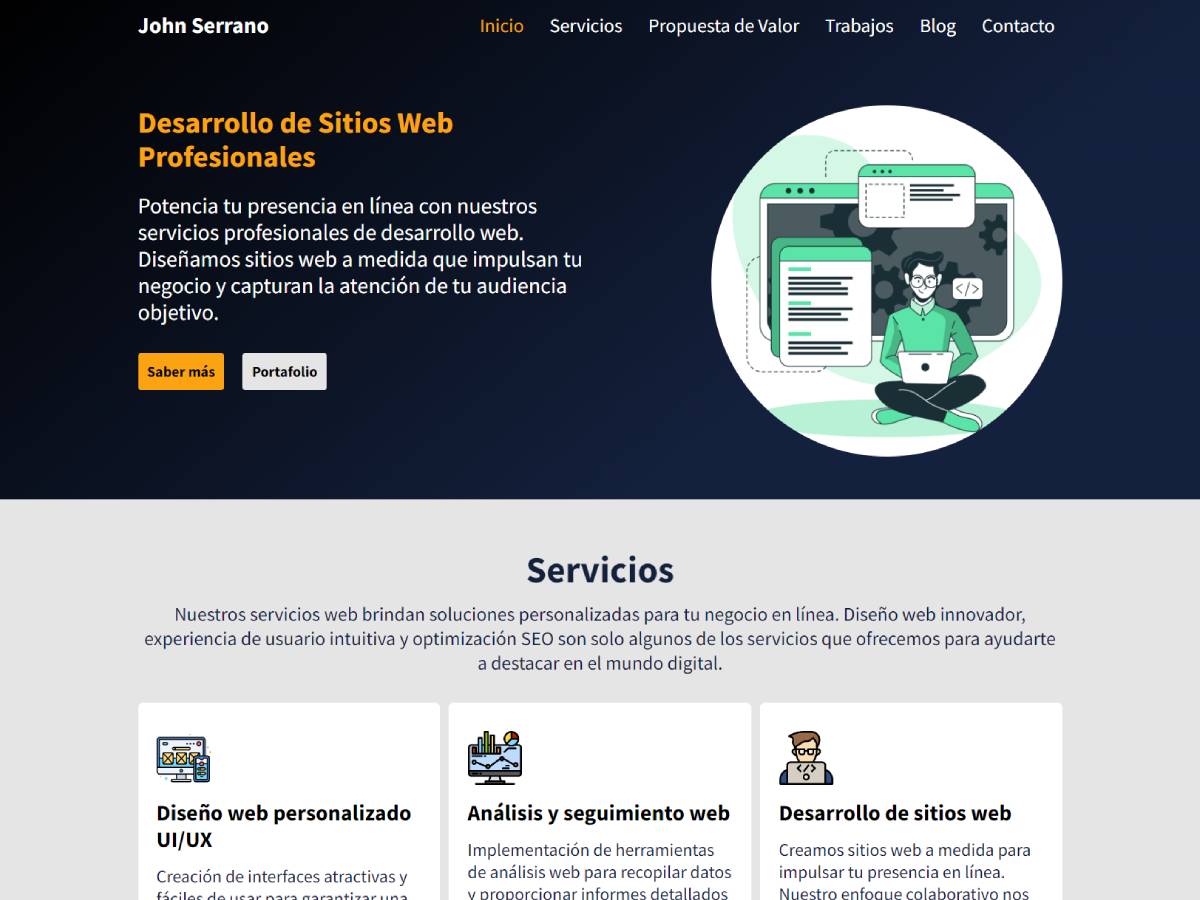 John Serrano
Inicio
Servicios
Propuesta de Valor
Trabajos
Blog
Contacto
Desarrollo de Sitios Web
Profesionales
Potencia tu presencia en línea con nuestros
servicios profesionales de desarrollo web.
Diseñamos sitios web a medida que impulsan tu
negocio y capturan la atención de tu audiencia
objetivo.
Saber más
Portafolio
</>
Servicios
Nuestros servicios web brindan soluciones personalizadas para tu negocio en línea. Diseño web innovador,
experiencia de usuario intuitiva y optimización SEO son solo algunos de los servicios que ofrecemos para ayudarte
a destacar en el mundo digital.
Diseño web personalizado
UI/UX
Creación de interfaces atractivas y
fáciles de usar para garantizar una
Análisis y seguimiento web
Implementación de herramientas
de análisis web para recopilar datos
y proporcionar informes detallados
Desarrollo de sitios web
Creamos sitios web a medida para
impulsar tu presencia en línea.
Nuestro enfoque colaborativo nos